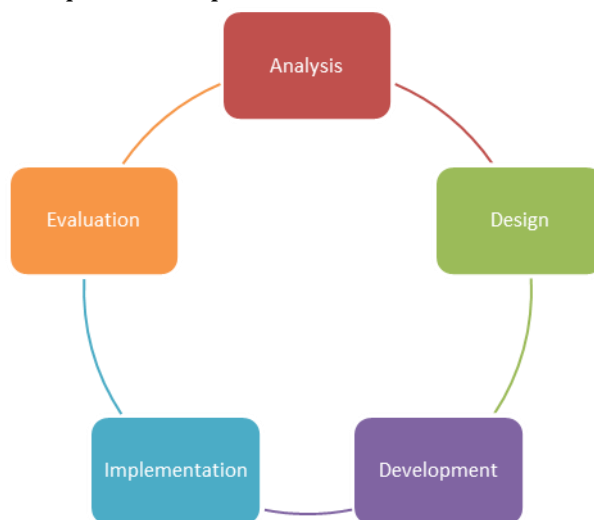 Analysis
Design
Development
Implementation
Evaluation